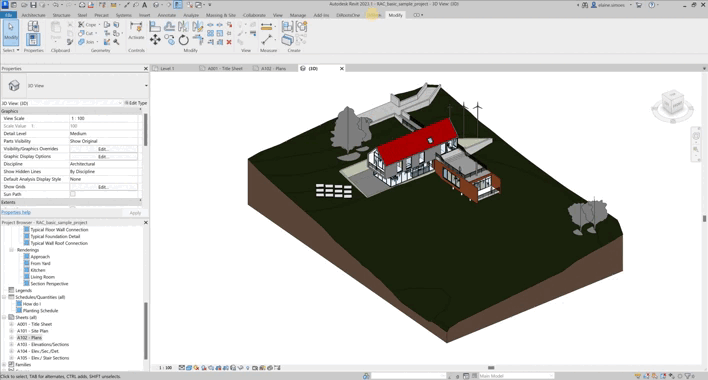 Autodesk Revit 2023.1 - RAC_basic_sample_project - 3D View: {3D}
File Architecture Structure Steel Precast Systems Insert Annotate Analyze Massing & Site Collaborate View Manage Add-Ins Modify
Modify Properties Paste Cope Cut Join Activate
Select Properties Clipboard Geometry Controls Modify View Measure Create
Properties
3D View
3D View: {3D} Edit Type
Graphics
View Scale 1 : 100
Scale Value 1: 100
Detail Level Medium
Parts Visibility Show Original
Visibility/Graphics Overrides Edit...
Graphic Display Options Edit...
Discipline Architectural
Show Hidden Lines By Discipline
Default Analysis Display Style None
Show Grids Edit...
Sun Path
Extents
Properties help Apply
Level 1 A001 - Title Sheet A102 - Plans {3D}
Project Browser - RAC_basic_sample_project
Typical Floor Wall Connection
Typical Foundation Detail
Typical Wall Roof Connection
Renderings
Approach
From Yard
Kitchen
Living Room
Section Perspective
Legends
Schedules/Quantities (all)
How do I
Planting Schedule
Sheets (all)
A001 - Title Sheet
A101 - Site Plan
A102 - Plans
A103 - Elevations/Sections
A104 - Elev./Sec./Det.
A105 - Elev./ Stair Sections
Families
1 : 100
Click to select, TAB for alternates, CTRL adds, SHIFT unselects.
Main Model